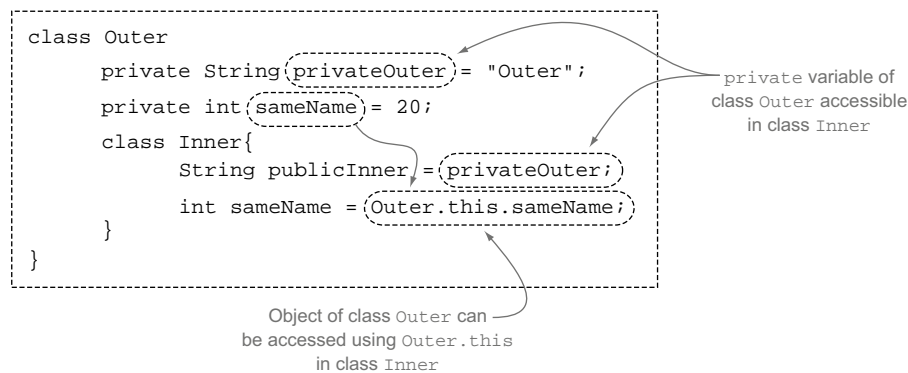 class Outer
private String privateOuter = "Outer";
private int sameName = 20;
class Inner{
String publicInner = privateOuter;
int sameName = Outer.this.sameName;
}
}
private variable of
class Outer accessible
in class Inner
Object of class Outer can
be accessed using Outer.this
in class Inner